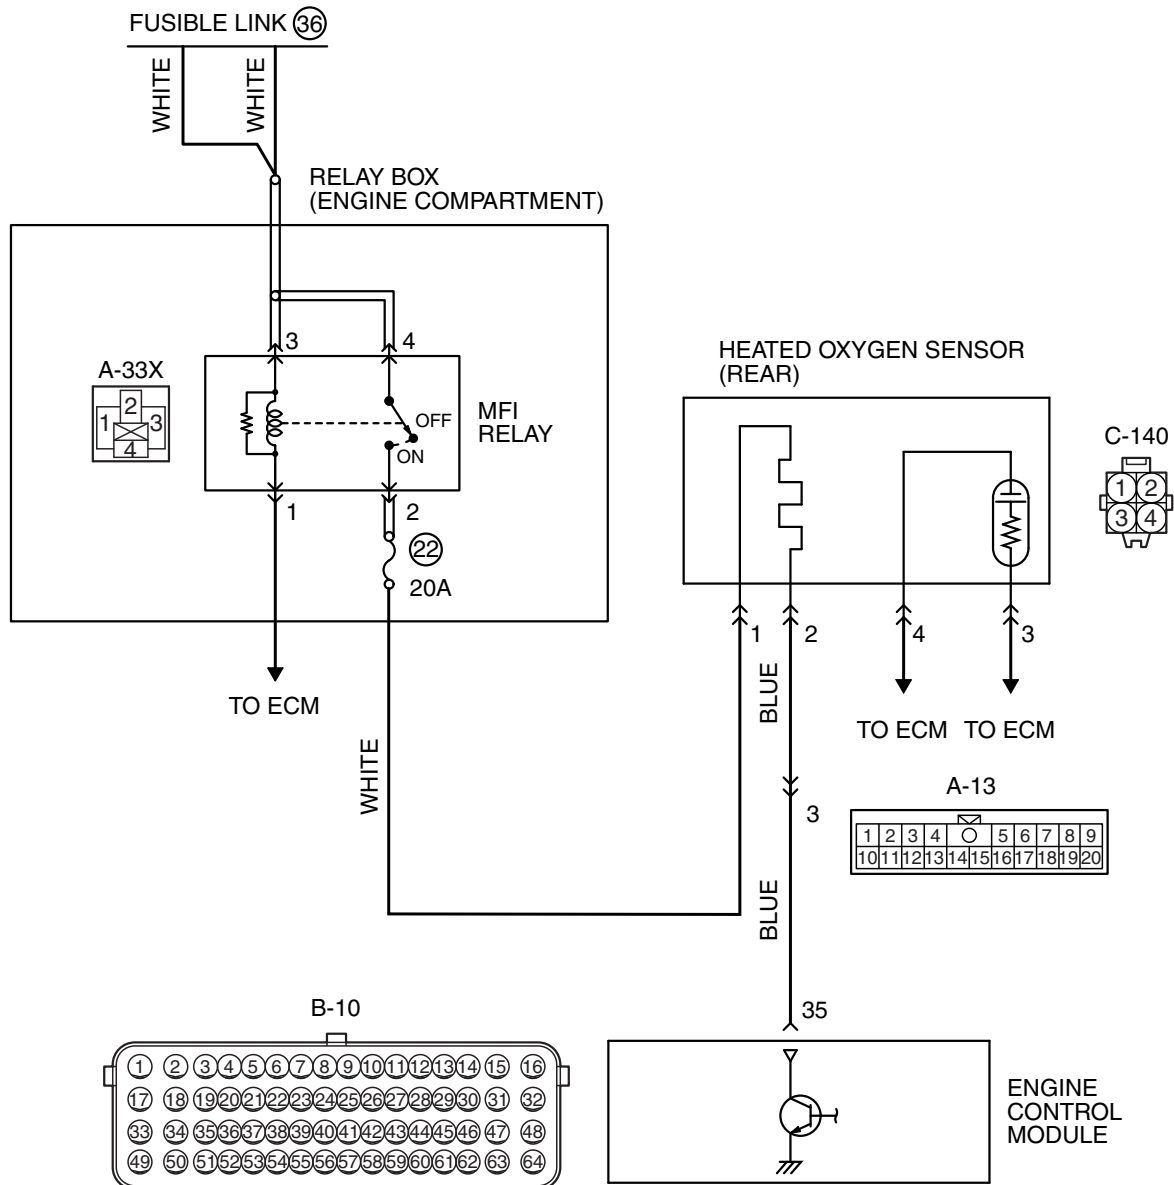 FUSIBLE LINK 36
WHITE
WHITE
RELAY BOX
(ENGINE COMPARTMENT)
3
4
A-33X
2
1 3
4
OFF
ON
MFI
RELAY
1
2
22
20A
TO ECM
WHITE
HEATED OXYGEN SENSOR
(REAR)
C-140
1 2
3 4
1
2
4
3
BLUE
TO ECM
TO ECM
A-13
3
1 2 3 4 5 6 7 8 9
10 11 12 13 14 15 16 17 18 19 20
BLUE
35
B-10
1 2 3 4 5 6 7 8 9 10 11 12 13 14 15 16
17 18 19 20 21 22 23 24 25 26 27 28 29 30 31 32
33 34 35 36 37 38 39 40 41 42 43 44 45 46 47 48
49 50 51 52 53 54 55 56 57 58 59 60 61 62 63 64
ENGINE
CONTROL
MODULE